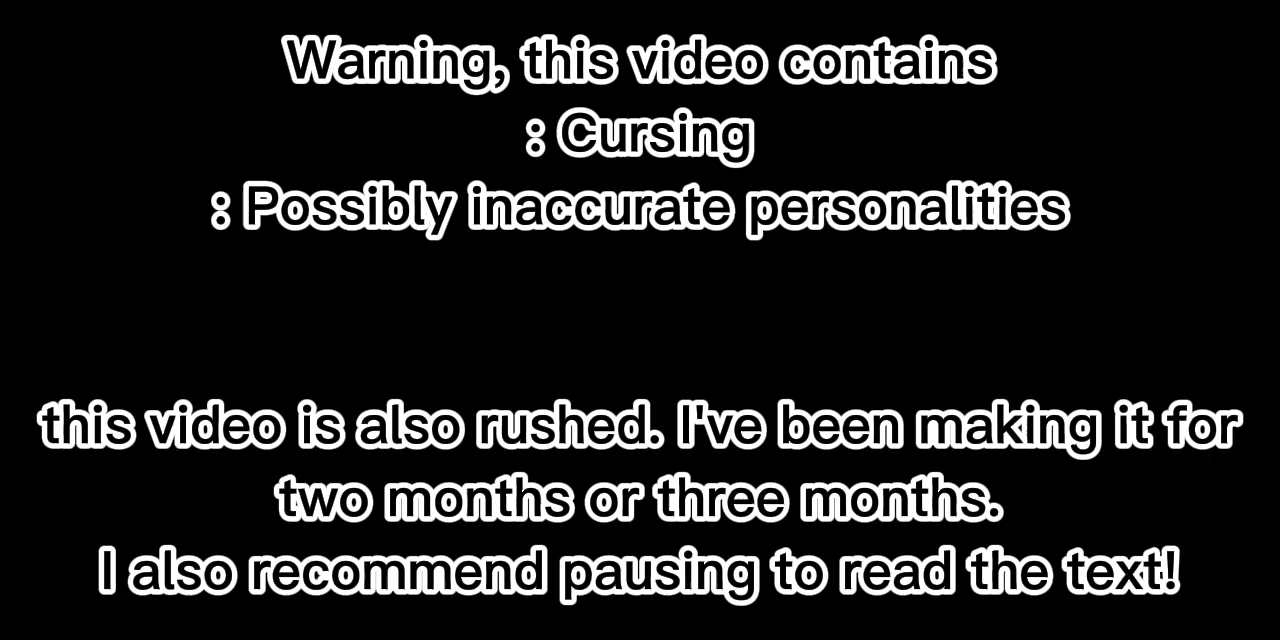 Warning, this video contains
: Cursing
: Possibly inaccurate personalities
this video is also rushed. I've been making it for
two months or three months.
I also recommend pausing to read the text!